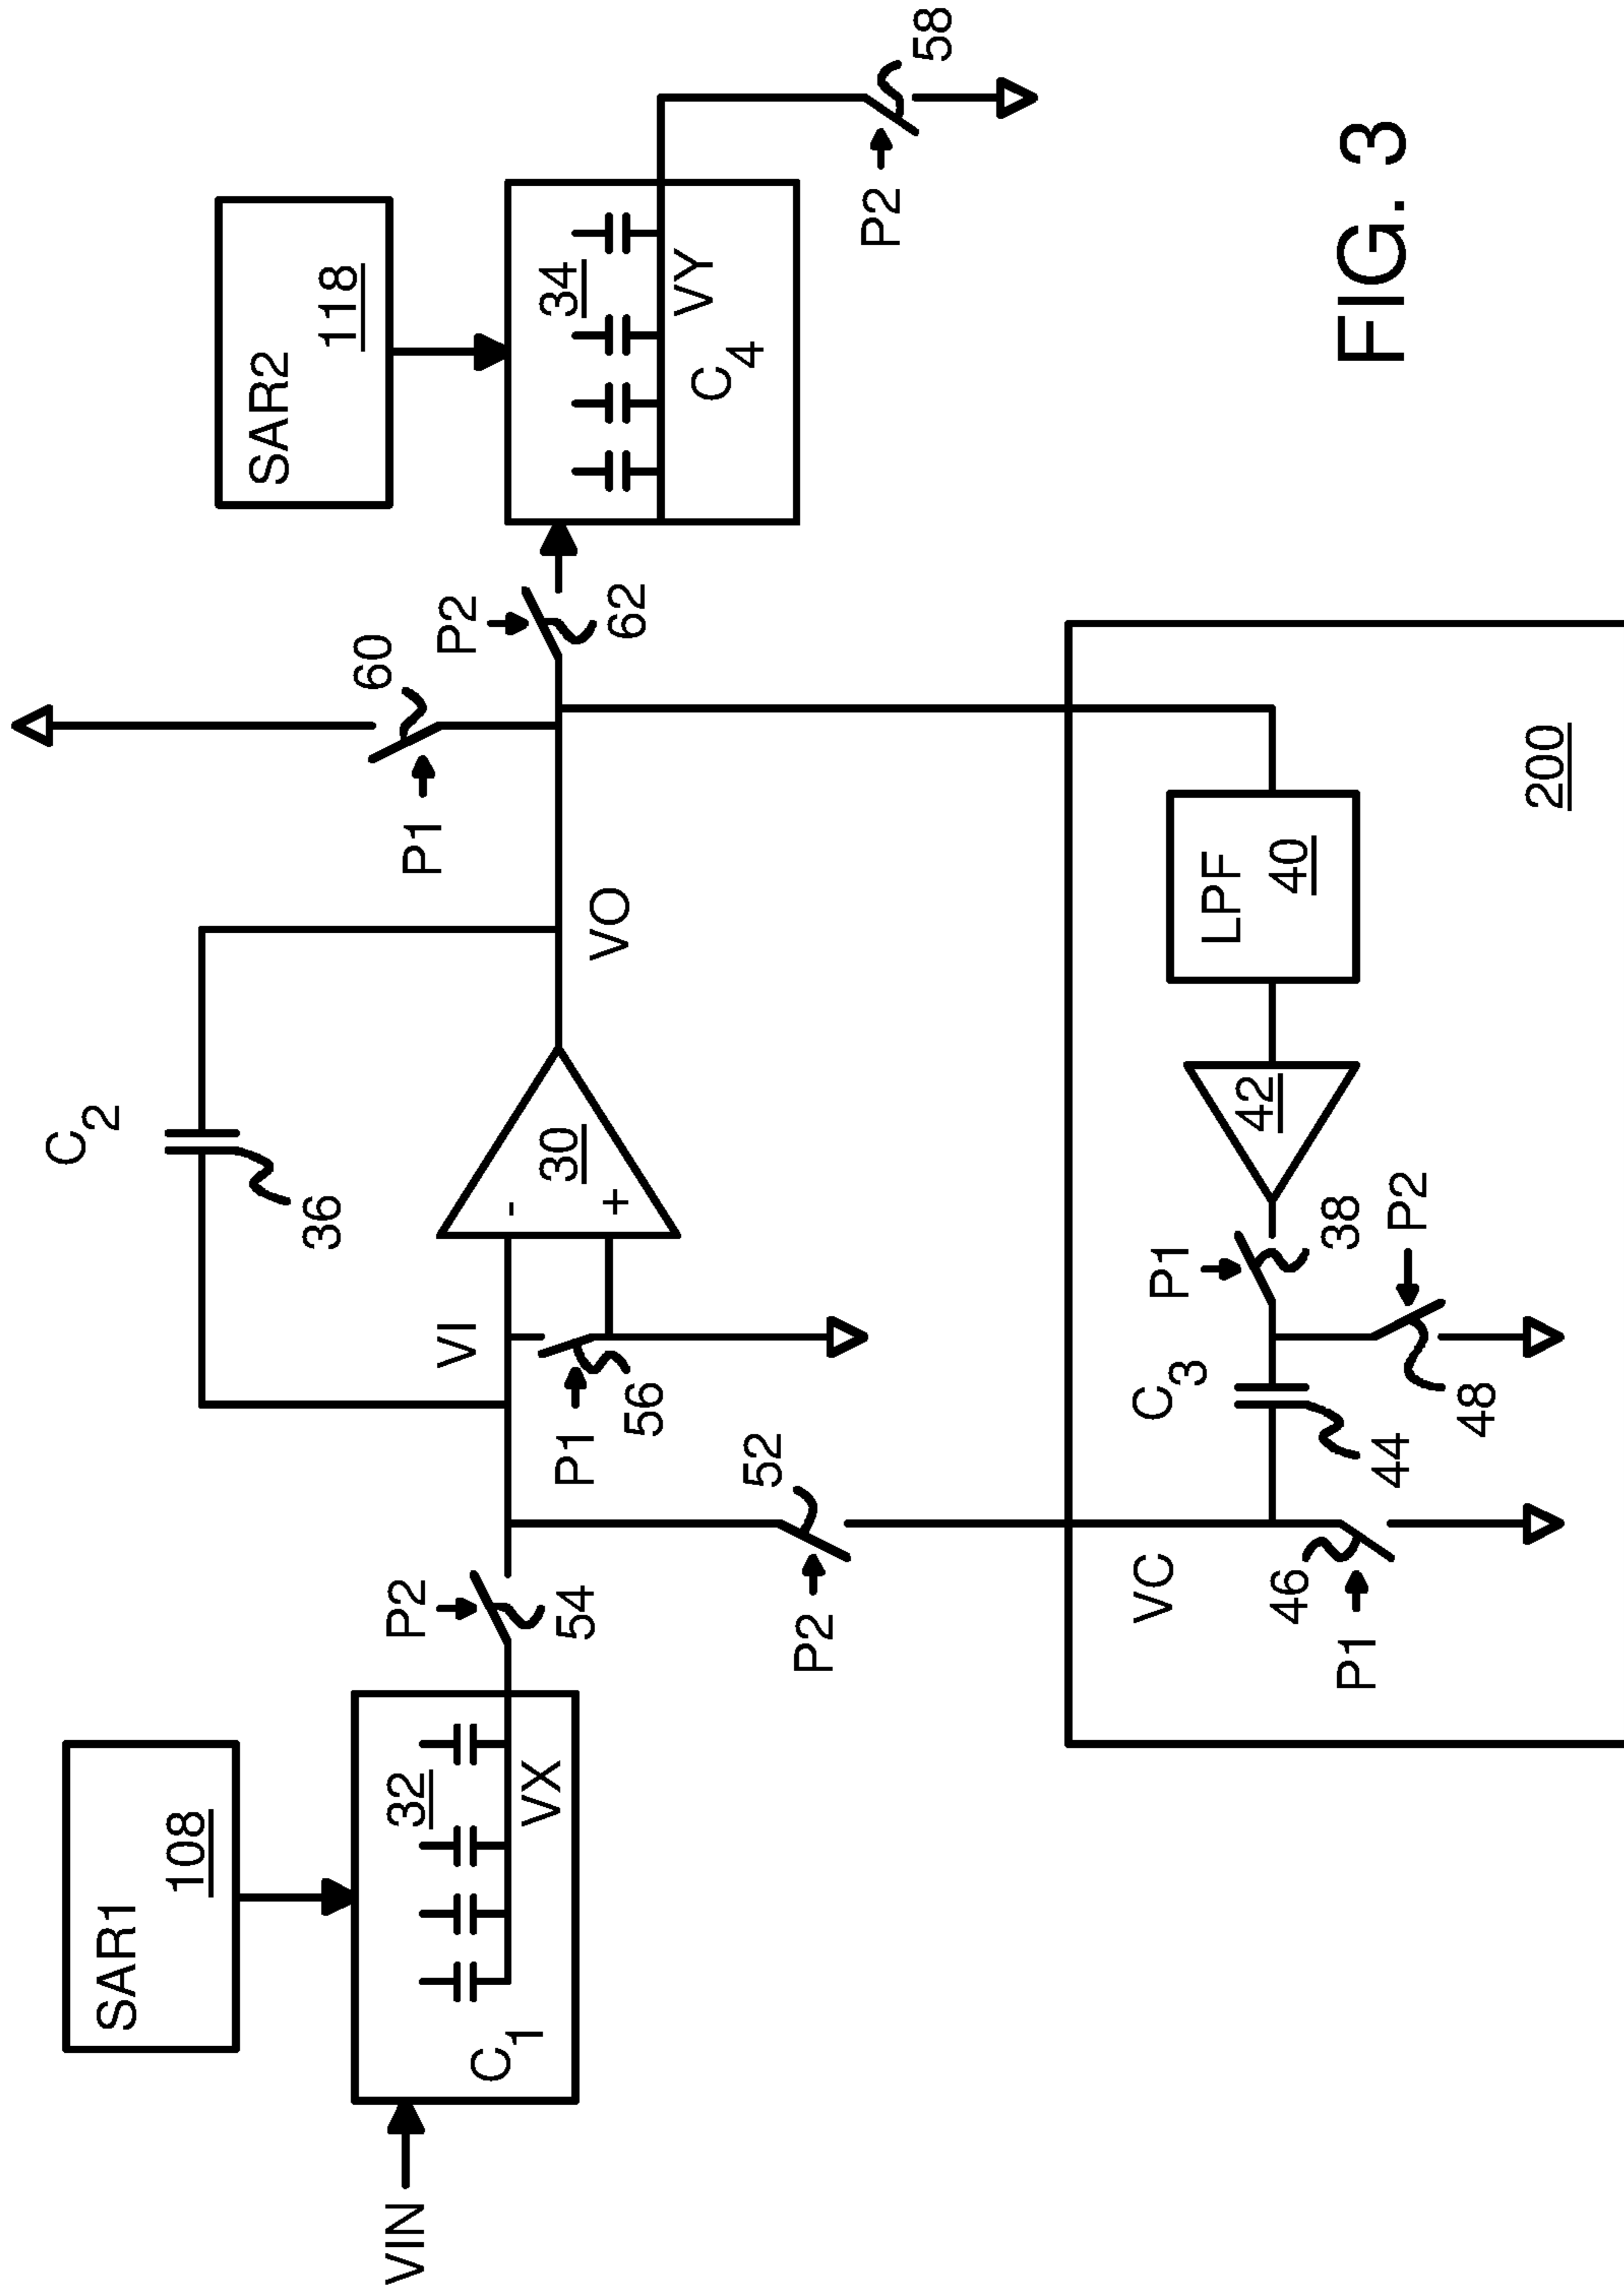 SAR1
108
VIN
C1
32
VX
P2
54
C2
36
VI
P1
56
30
-
+
VO
P1
60
P2
62
SAR2
118
34
VY
C4
P2
58
P2
52
VC
46
P1
C3
44
P1
38
P2
48
42
LPF
40
200
FIG. 3